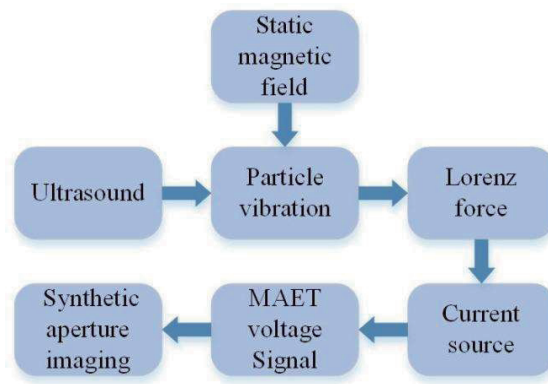 Static
magnetic
field
Ultrasound
Particle
vibration
Lorenz
force
Synthetic
aperture
imaging
MAET
voltage
Signal
Current
source